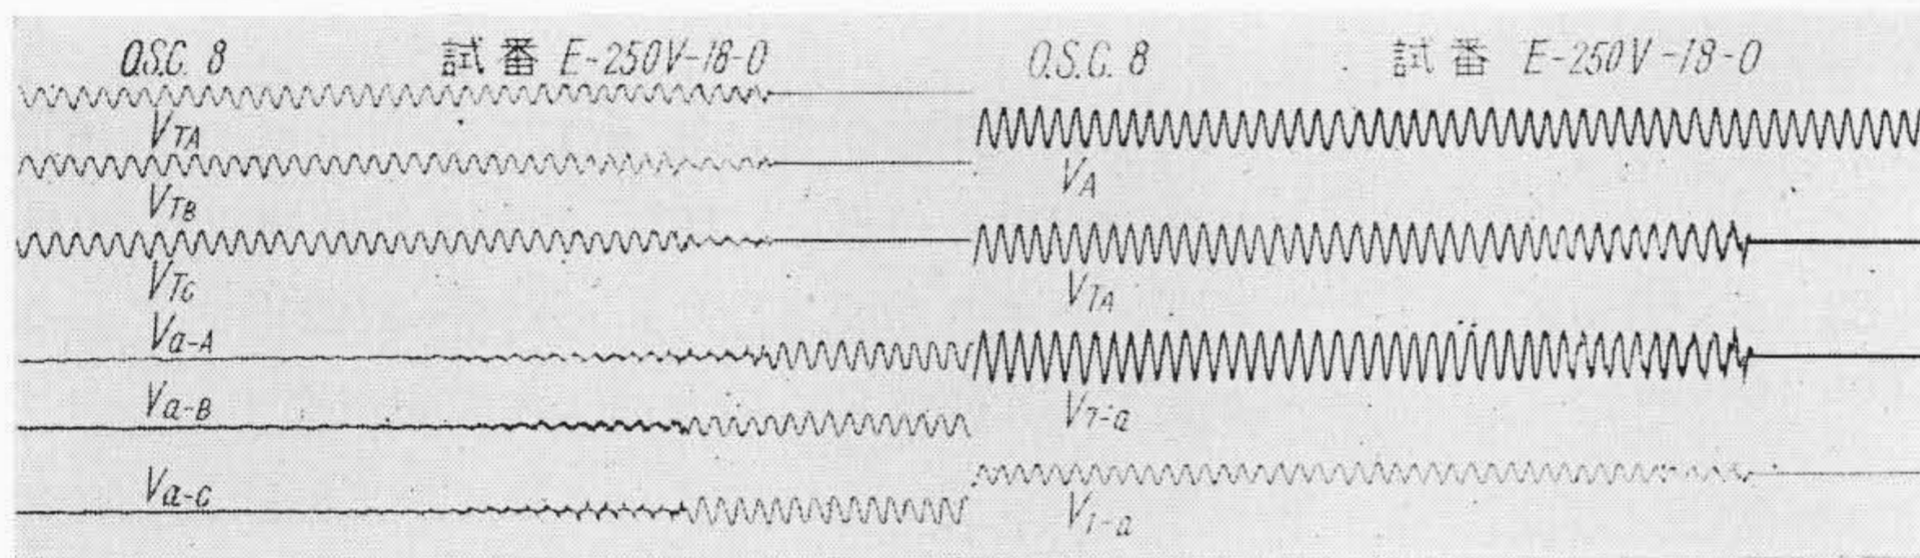 O.S.C. 8 試番 E-250V-18-0
V_TA
V_TB
V_TC
V_a-A
V_a-B
V_a-C
O.S.C. 8 試番 E-250V-18-0
V_A
V_TA
V_7-a
V_1-a